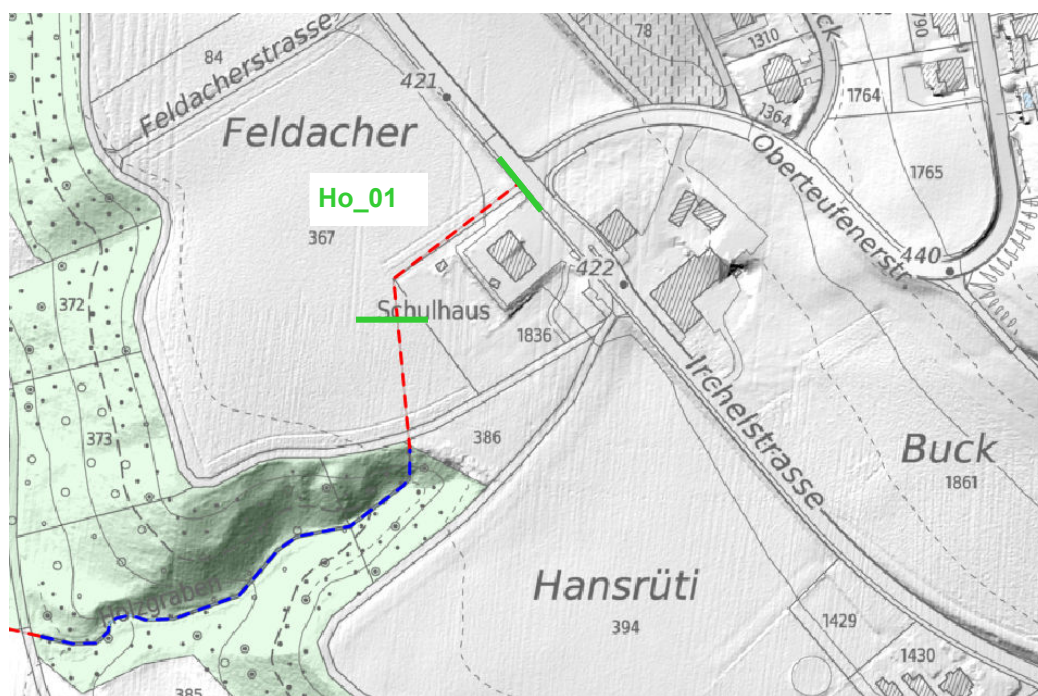 78
1310
84
421
Feldacherstrasse
1764
Feldacher
1364
Oberteufenerstr
1765
Ho_01
367
440
422
372
Schulhaus
1836
Irchelstrasse
386
373
Buck
1861
Hansrüti
Holzgraben
394
1429
1430
385